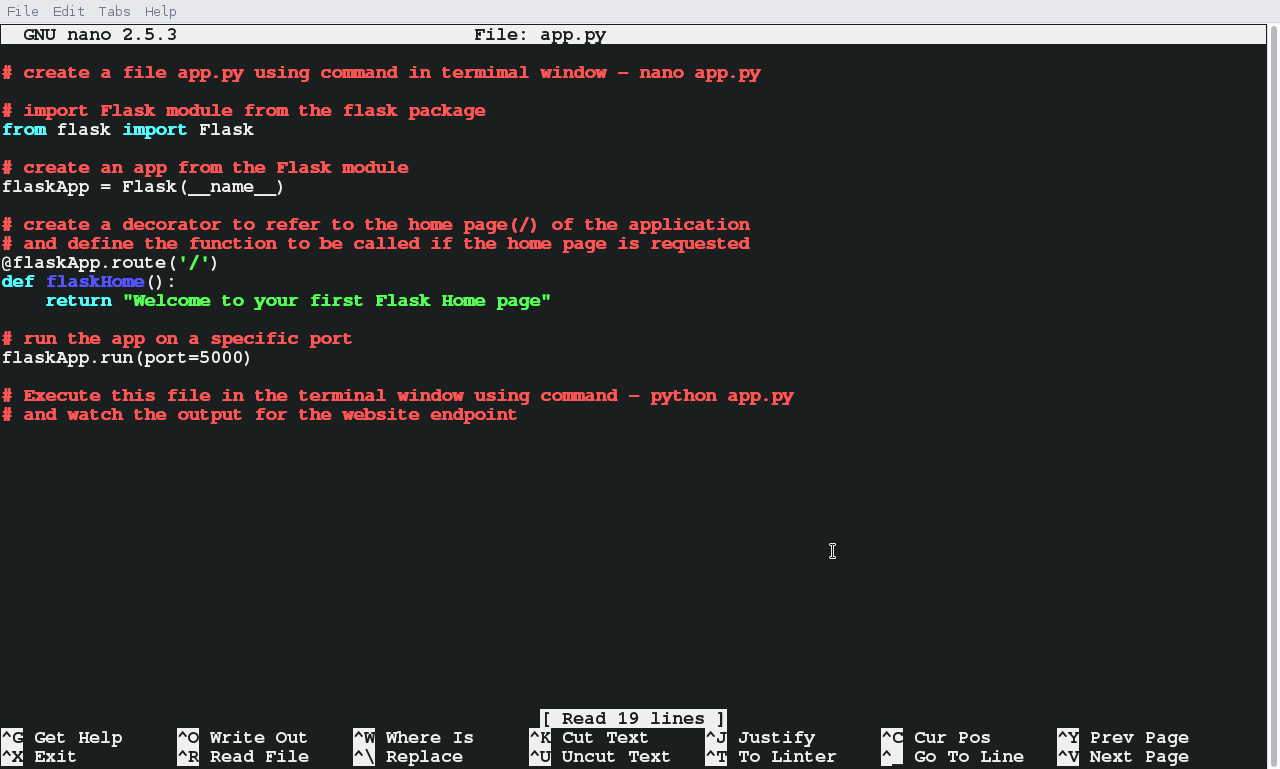 File Edit Tabs Help
GNU nano 2.5.3 File: app.py
# create a file app.py using command in termimal window – nano app.py
# import Flask module from the flask package
from flask import Flask
# create an app from the Flask module
flaskApp = Flask(__name__)
# create a decorator to refer to the home page(/) of the application
# and define the function to be called if the home page is requested
@flaskApp.route('/')
def flaskHome():
    return "Welcome to your first Flask Home page"
# run the app on a specific port
flaskApp.run(port=5000)
# Execute this file in the terminal window using command – python app.py
# and watch the output for the website endpoint
[ Read 19 lines ]
^G Get Help ^O Write Out ^W Where Is ^K Cut Text ^J Justify ^C Cur Pos ^Y Prev Page
^X Exit ^R Read File ^\ Replace ^U Uncut Text ^T To Linter ^_ Go To Line ^V Next Page